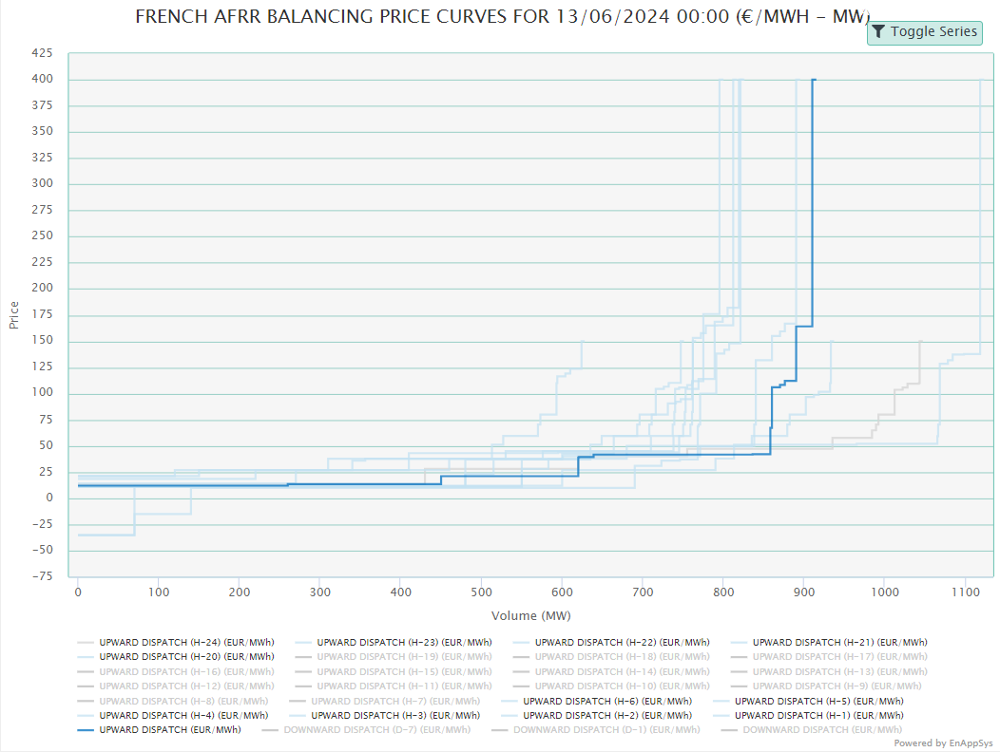 FRENCH AFRR BALANCING PRICE CURVES FOR 13/06/2024 00:00 (€/MWH - MW)
Toggle Series
425
400
375
350
325
300
275
250
225
200
175
150
125
100
75
50
25
0
-25
-50
-75
Price
0 100 200 300 400 500 600 700 800 900 1000 1100
Volume (MW)
UPWARD DISPATCH (H-24) (EUR/MWh) UPWARD DISPATCH (H-23) (EUR/MWh) UPWARD DISPATCH (H-22) (EUR/MWh) UPWARD DISPATCH (H-21) (EUR/MWh)
UPWARD DISPATCH (H-20) (EUR/MWh) UPWARD DISPATCH (H-19) (EUR/MWh) UPWARD DISPATCH (H-18) (EUR/MWh) UPWARD DISPATCH (H-17) (EUR/MWh)
UPWARD DISPATCH (H-16) (EUR/MWh) UPWARD DISPATCH (H-15) (EUR/MWh) UPWARD DISPATCH (H-14) (EUR/MWh) UPWARD DISPATCH (H-13) (EUR/MWh)
UPWARD DISPATCH (H-12) (EUR/MWh) UPWARD DISPATCH (H-11) (EUR/MWh) UPWARD DISPATCH (H-10) (EUR/MWh) UPWARD DISPATCH (H-9) (EUR/MWh)
UPWARD DISPATCH (H-8) (EUR/MWh) UPWARD DISPATCH (H-7) (EUR/MWh) UPWARD DISPATCH (H-6) (EUR/MWh) UPWARD DISPATCH (H-5) (EUR/MWh)
UPWARD DISPATCH (H-4) (EUR/MWh) UPWARD DISPATCH (H-3) (EUR/MWh) UPWARD DISPATCH (H-2) (EUR/MWh) UPWARD DISPATCH (H-1) (EUR/MWh)
UPWARD DISPATCH (EUR/MWh) DOWNWARD DISPATCH (D-7) (EUR/MWh) DOWNWARD DISPATCH (D-1) (EUR/MWh) DOWNWARD DISPATCH (EUR/MWh)
Powered by EnAppSys